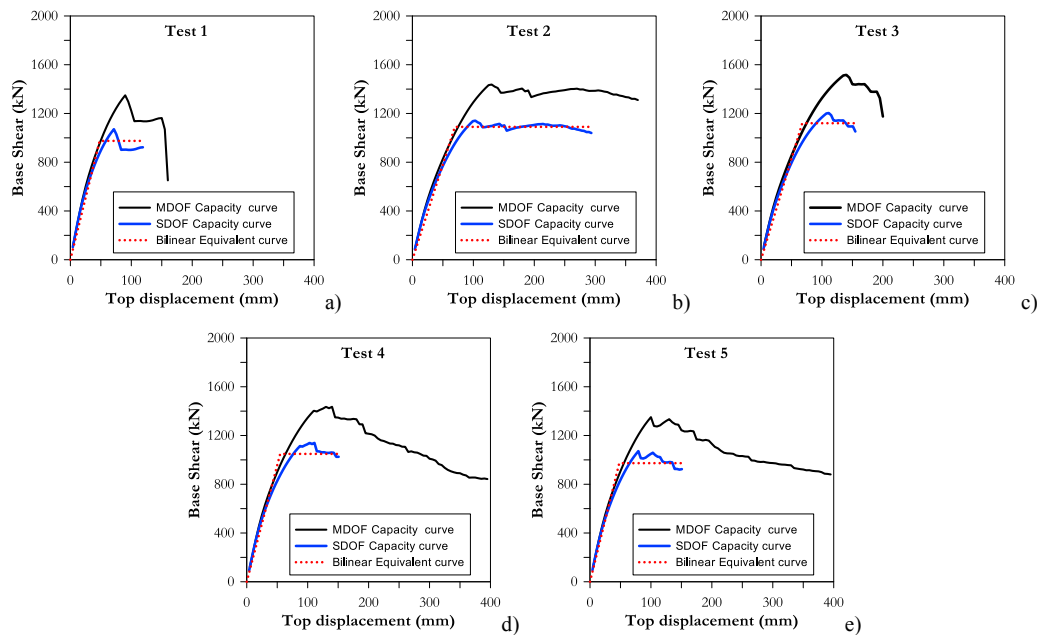 Test 1
Base Shear (kN)
2000
1600
1200
800
400
0
MDOF Capacity curve
SDOF Capacity curve
Bilinear Equivalent curve
0 100 200 300 400
Top displacement (mm)
a)
Test 2
Base Shear (kN)
2000
1600
1200
800
400
0
MDOF Capacity curve
SDOF Capacity curve
Bilinear Equivalent curve
0 100 200 300 400
Top displacement (mm)
b)
Test 3
Base Shear (kN)
2000
1600
1200
800
400
0
MDOF Capacity curve
SDOF Capacity curve
Bilinear Equivalent curve
0 100 200 300 400
Top displacement (mm)
c)
Test 4
Base Shear (kN)
2000
1600
1200
800
400
0
MDOF Capacity curve
SDOF Capacity curve
Bilinear Equivalent curve
0 100 200 300 400
Top displacement (mm)
d)
Test 5
Base Shear (kN)
2000
1600
1200
800
400
0
MDOF Capacity curve
SDOF Capacity curve
Bilinear Equivalent curve
0 100 200 300 400
Top displacement (mm)
e)